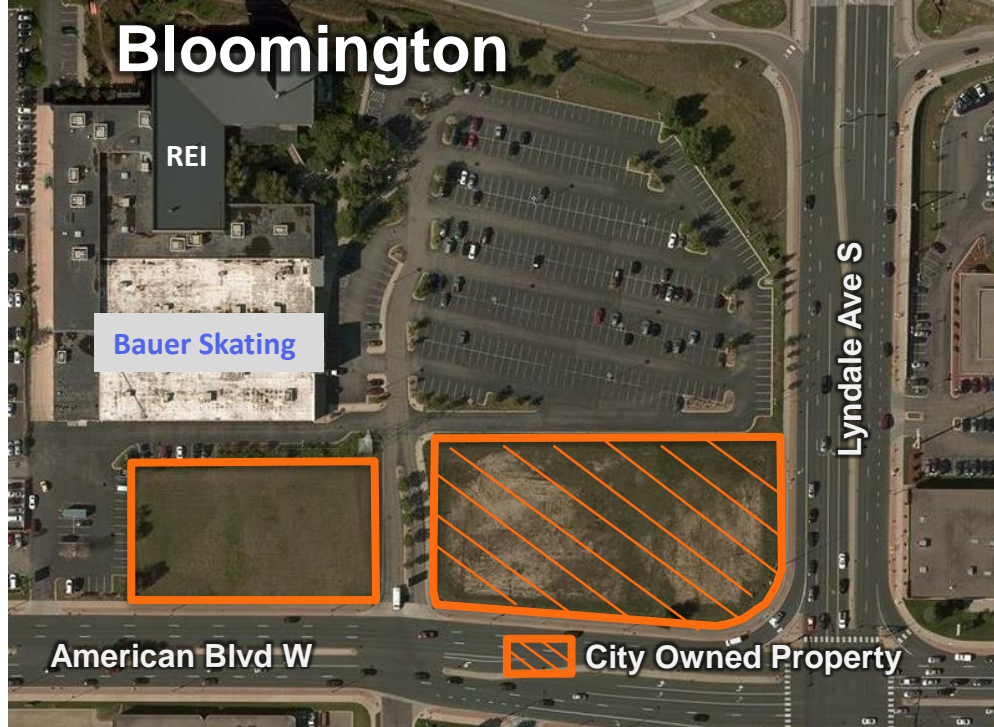 Bloomington
REI
Bauer Skating
Lyndale Ave S
American Blvd W
City Owned Property